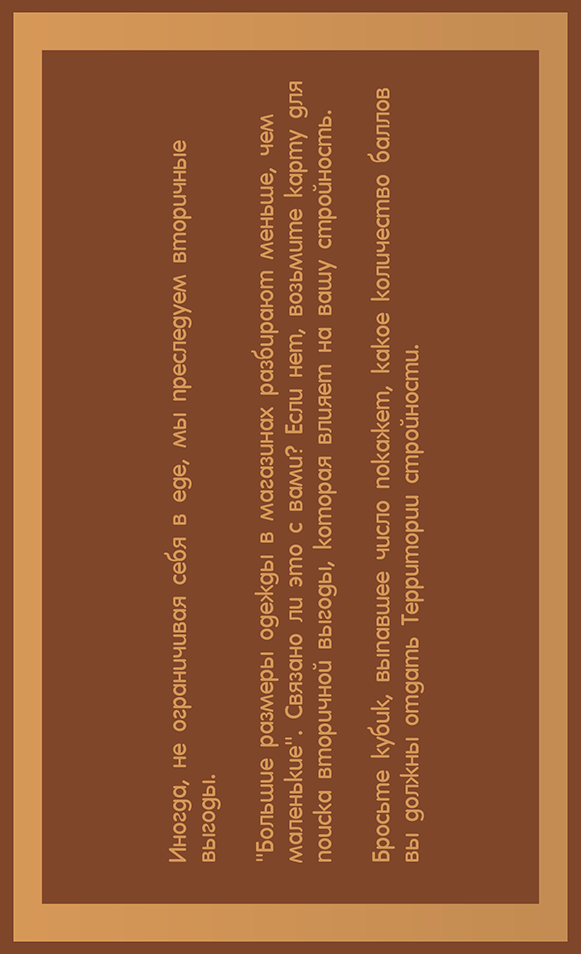 Иногда, не ограничивая себя в еде, мы преследуем вторичные
выгоды.
"Большие размеры одежды в магазинах разбирают меньше, чем
маленькие". Связано ли это с вами? Если нет, возьмите карту для
поиска вторичной выгоды, которая влияет на вашу стройность.
Бросьте кубик, выпавшее число покажет, какое количество баллов
вы должны отдать Территории стройности.